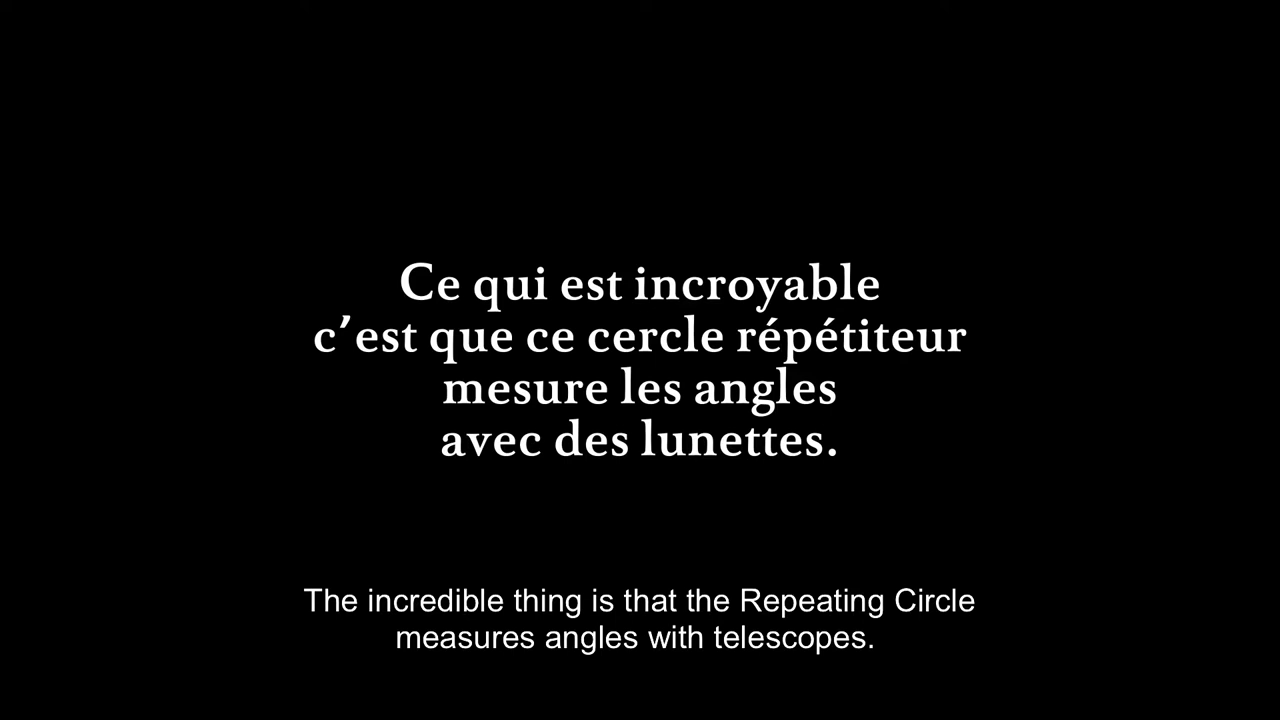 Ce qui est incroyable
c’est que ce cercle répétiteur
mesure les angles
avec des lunettes.
The incredible thing is that the Repeating Circle
measures angles with telescopes.